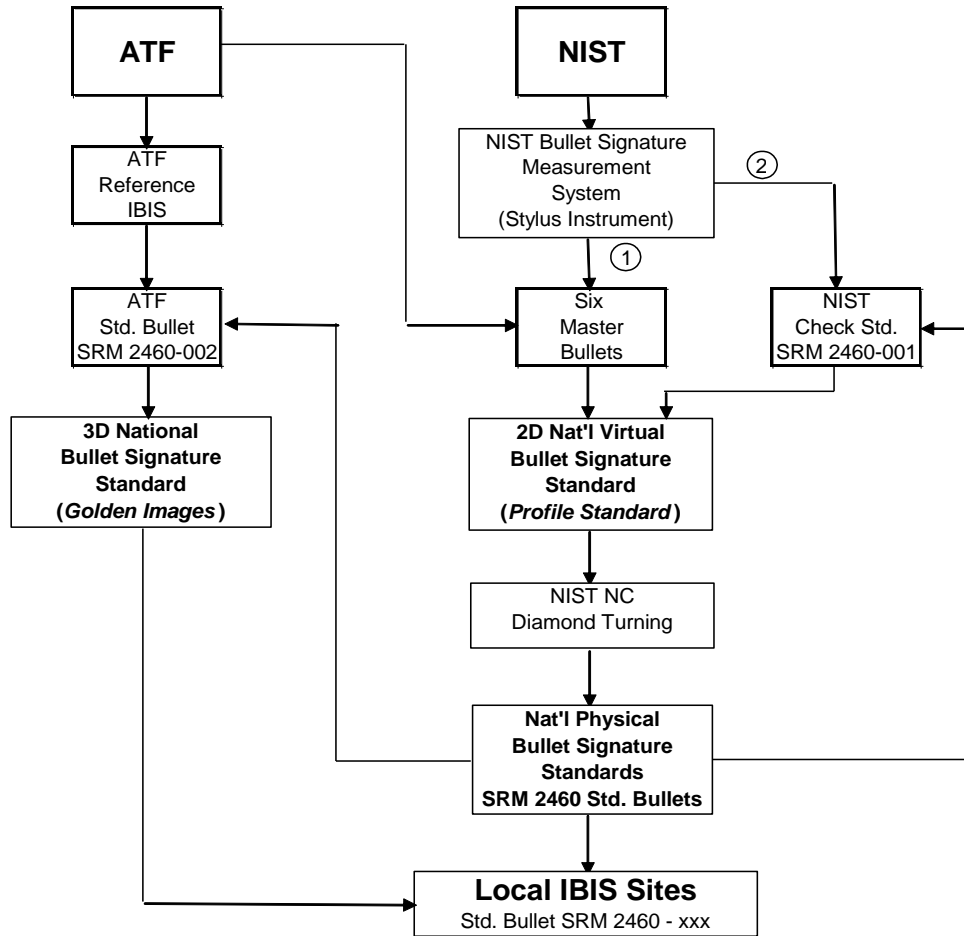 ATF
NIST
ATF
Reference
IBIS
NIST Bullet Signature
Measurement
System
(Stylus Instrument)
2
1
ATF
Std. Bullet
SRM 2460-002
Six
Master
Bullets
NIST
Check Std.
SRM 2460-001
3D National
Bullet Signature
Standard
(Golden Images)
2D Nat'l Virtual
Bullet Signature
Standard
(Profile Standard)
NIST NC
Diamond Turning
Nat'l Physical
Bullet Signature
Standards
SRM 2460 Std. Bullets
Local IBIS Sites
Std. Bullet SRM 2460 - xxx